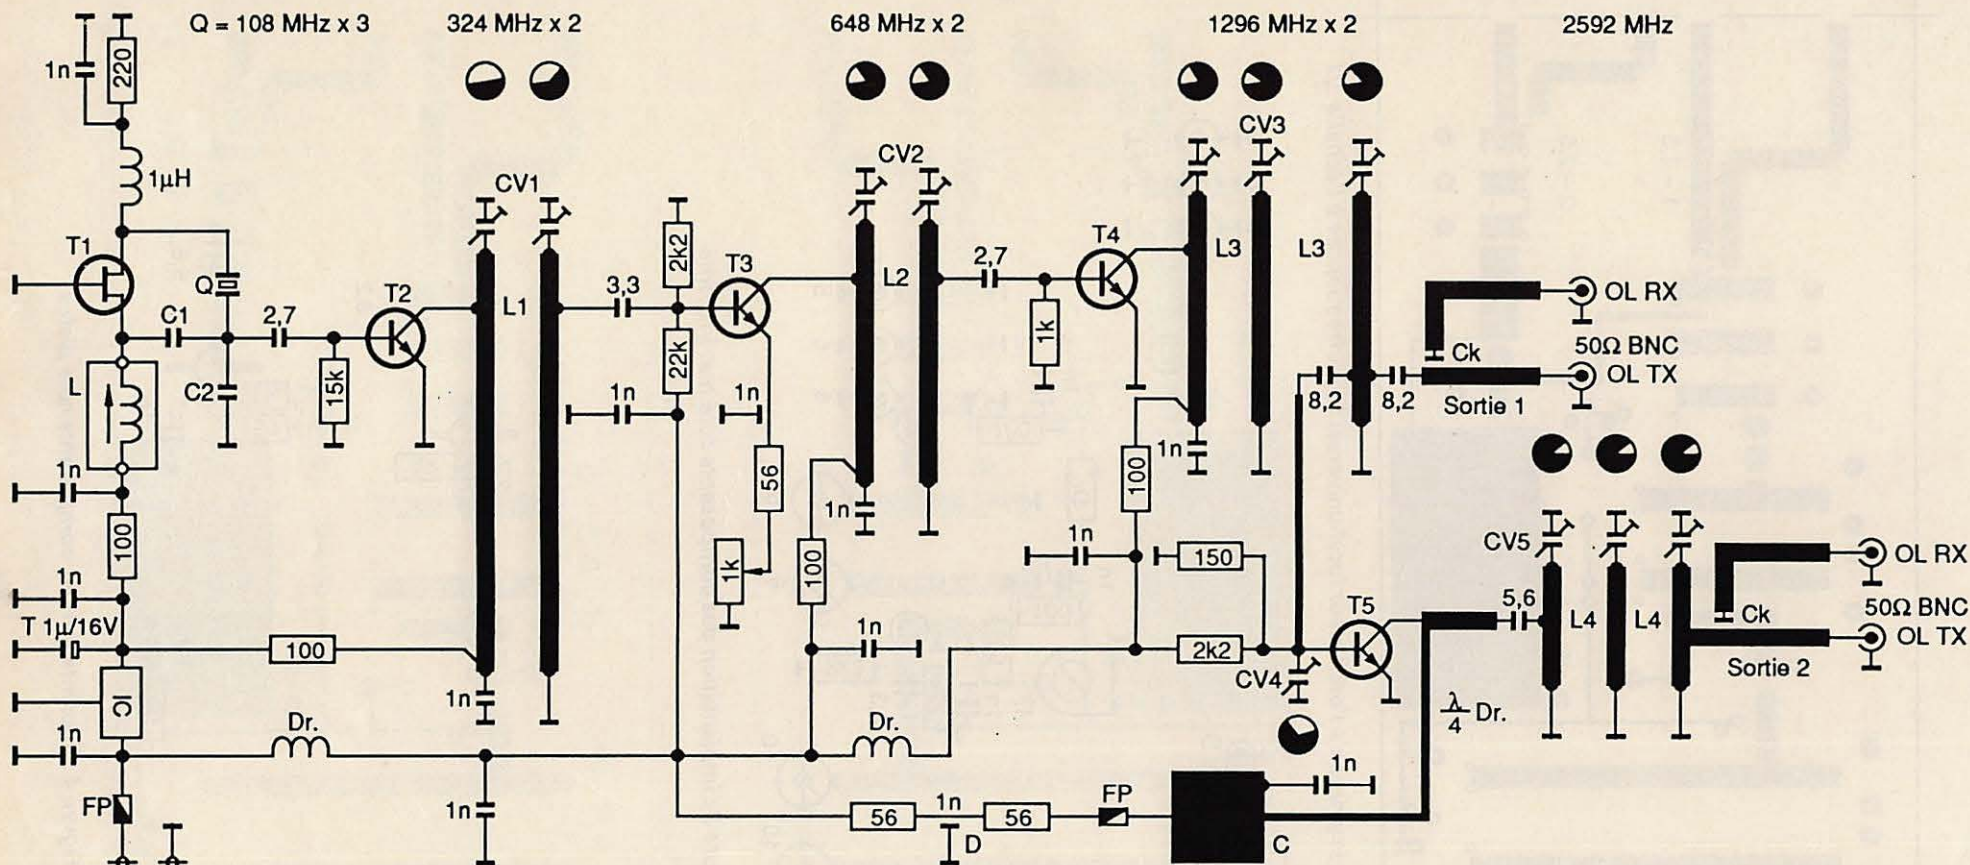 Q = 108 MHz x 3
324 MHz x 2
648 MHz x 2
1296 MHz x 2
2592 MHz
1n
220
1µH
T1
Q
C1
2,7
C2
15k
T2
L
1n
100
1n
T 1µ/16V
100
IC
1n
Dr.
FP
CV1
L1
1n
1n
3,3
2k2
22k
1n
T3
1n
56
1k
CV2
L2
1n
100
1n
Dr.
2,7
1k
T4
CV3
L3
L3
1n
100
1n
150
2k2
8,2
8,2
Ck
OL RX
50Ω BNC
OL TX
Sortie 1
CV4
T5
5,6
CV5
L4
L4
Ck
OL RX
50Ω BNC
OL TX
Sortie 2
λ/4 Dr.
56
1n
D
56
FP
C
1n